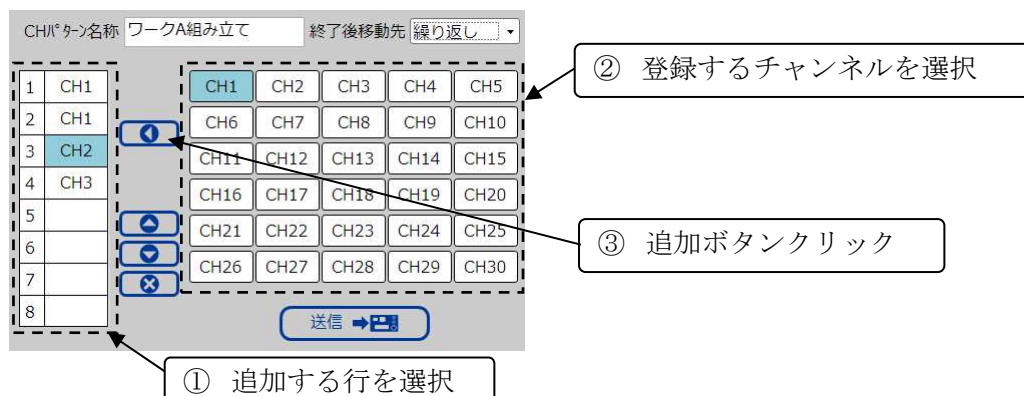 CHﾊﾟﾀｰﾝ名称 ワークA組み立て 終了後移動先 繰り返し
② 登録するチャンネルを選択
1 CH1 CH1 CH2 CH3 CH4 CH5
2 CH1 CH6 CH7 CH8 CH9 CH10
3 CH2 CH11 CH12 CH13 CH14 CH15
4 CH3 CH16 CH17 CH18 CH19 CH20
5 CH21 CH22 CH23 CH24 CH25
③ 追加ボタンクリック
6
7 CH26 CH27 CH28 CH29 CH30
8
送信
① 追加する行を選択